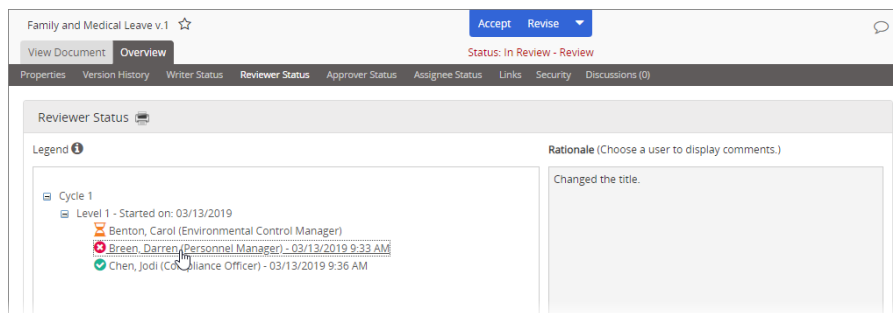 Family and Medical Leave v.1
Accept Revise
View Document Overview
Status: In Review - Review
Properties Version History Writer Status Reviewer Status Approver Status Assignee Status Links Security Discussions (0)
Reviewer Status
Legend
Rationale (Choose a user to display comments.)
Changed the title.
Cycle 1
Level 1 - Started on: 03/13/2019
Benton, Carol (Environmental Control Manager)
Breen, Darren (Personnel Manager) - 03/13/2019 9:33 AM
Chen, Jodi (Compliance Officer) - 03/13/2019 9:36 AM